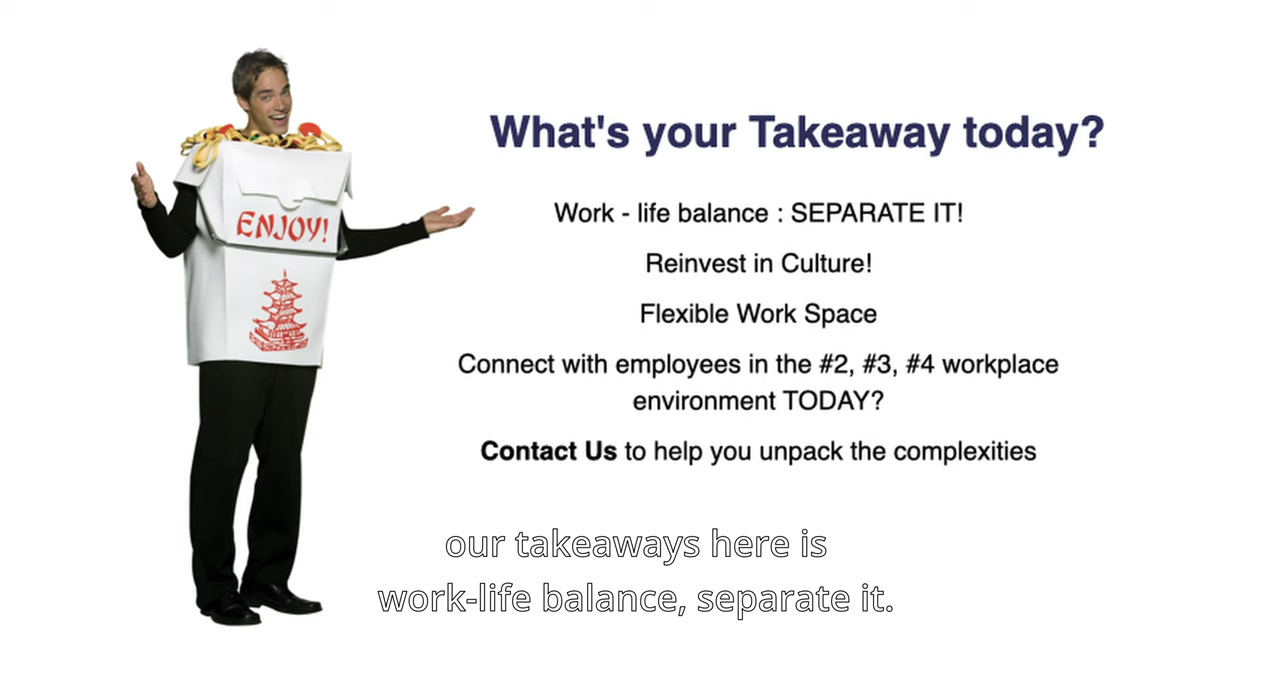 What's your Takeaway today?
Work - life balance : SEPARATE IT!
ENJOY!
Reinvest in Culture!
Flexible Work Space
Connect with employees in the #2, #3, #4 workplace
environment TODAY?
Contact Us to help you unpack the complexities
our takeaways here is
work-life balance, separate it.